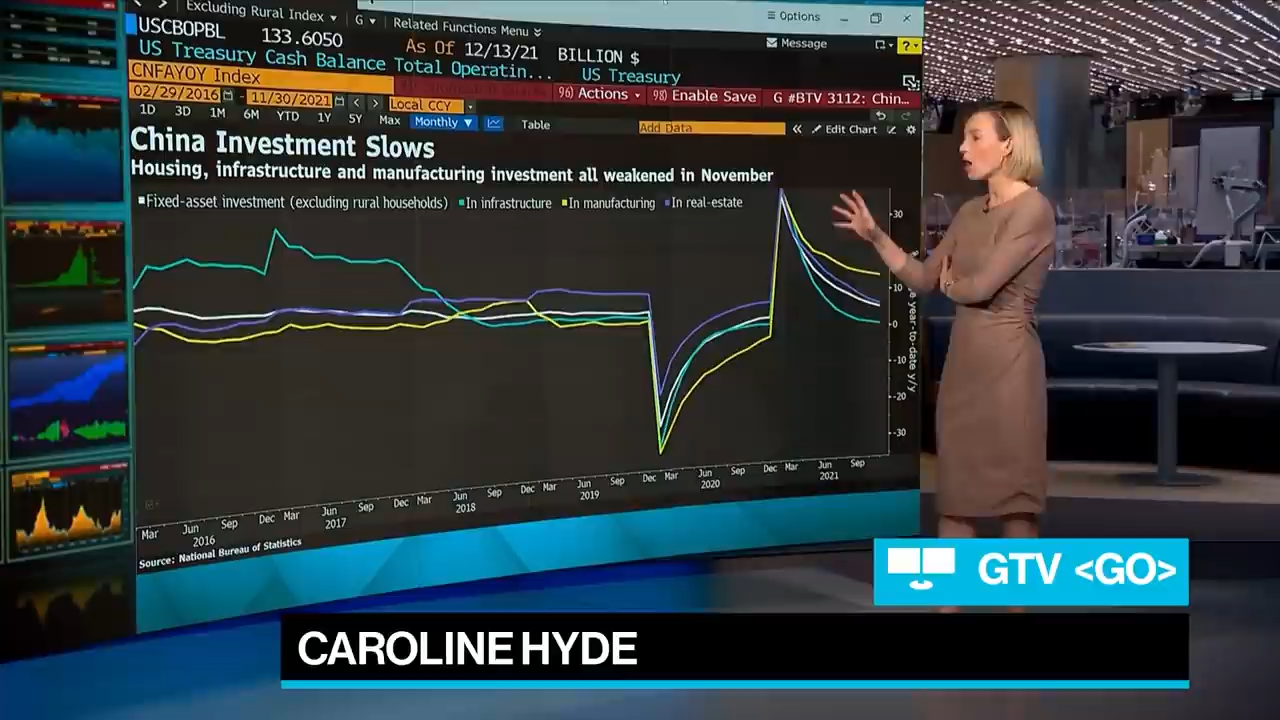 Excluding Rural Index
G
Related Functions Menu
Options
USCBOPBL 133.6050 As Of 12/13/21 BILLION $
Message
US Treasury Cash Balance Total Operatin... US Treasury
CNFAYOY Index
02/29/2016 - 11/30/2021
Local CCY
96) Actions
98) Enable Save
G #BTV 3112: Chin...
1D 3D 1M 6M YTD 1Y 5Y Max Monthly ▼ Table
Add Data
« Edit Chart
China Investment Slows
Housing, infrastructure and manufacturing investment all weakened in November
Fixed-asset investment (excluding rural households) In infrastructure In manufacturing In real-estate
30
10
0
-10
-20
-30
year-to-date y/y
Mar Jun Sep Dec Mar Jun Sep Dec Mar Jun Sep Dec Mar Jun Sep Dec Mar Jun Sep Dec Mar Jun Sep
2016 2017 2018 2019 2020 2021
Source: National Bureau of Statistics
GTV <GO>
CAROLINE HYDE